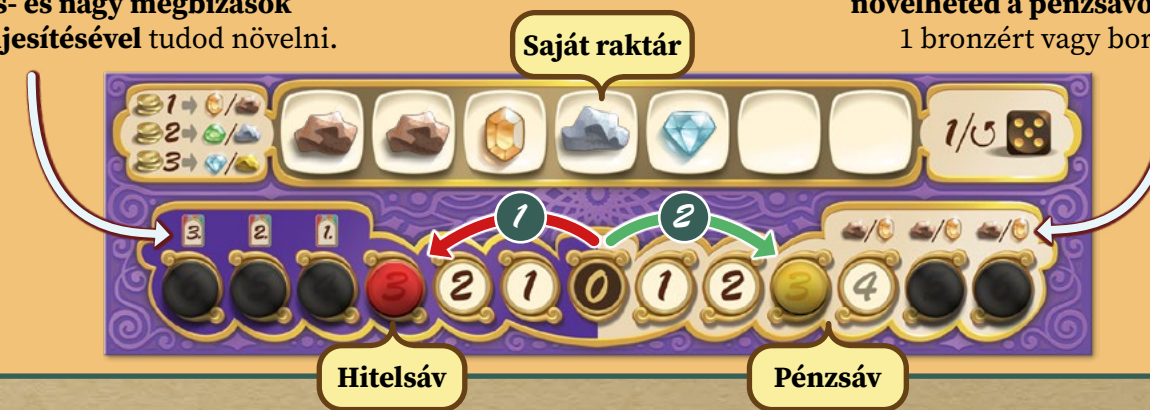 s- és nagy megbízások
jesítésével tudod növelni.
növelheted a pénzsávo
1 bronzért vagy bor
Saját raktár
1
2
3
1/
3. 2. 1.
1 2
3 2 1 0 1 2 3 4
Hitelsáv
Pénzsáv